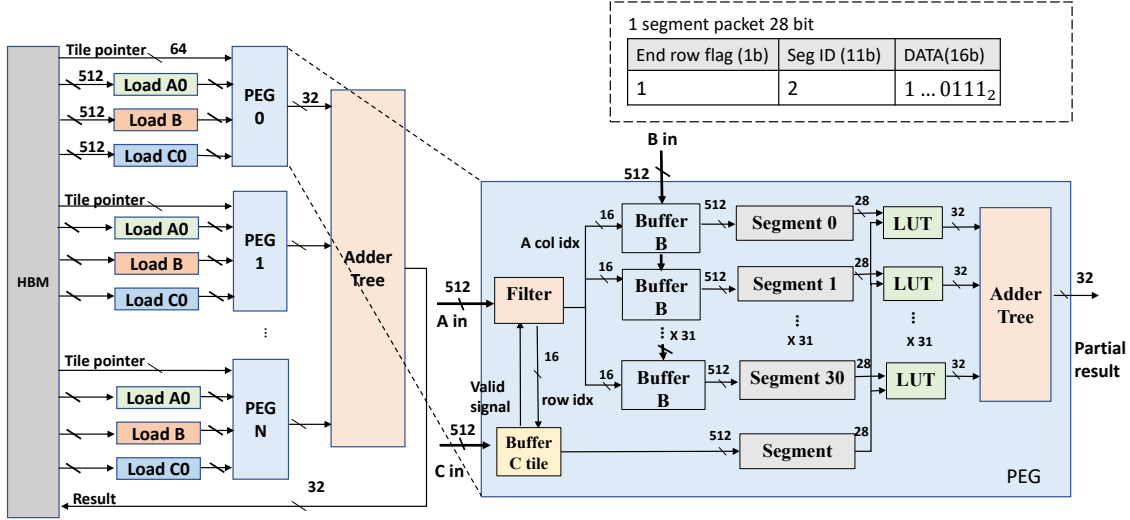 1 segment packet 28 bit
End row flag (1b) Seg ID (11b) DATA(16b)
1 2 1 … 0111₂
HBM
Tile pointer 64
512 Load A0
512 Load B
512 Load C0
PEG
0
32
Tile pointer
Load A0
Load B
Load C0
PEG
1
⋮
Tile pointer
Load A0
Load B
Load C0
PEG
N
Adder
Tree
Result 32
B in
512
512
A in
512
C in
Filter
A col idx
Valid
signal
16
row idx
Buffer
C tile
16 Buffer
B
512 Segment 0 28 LUT 32
16 Buffer
B
512 Segment 1 28 LUT 32
⋮ X 31
⋮
X 31
⋮
X 31
16 Buffer
B
512 Segment 30 28 LUT 32
512 Segment 28
Adder
Tree
32
Partial
result
PEG